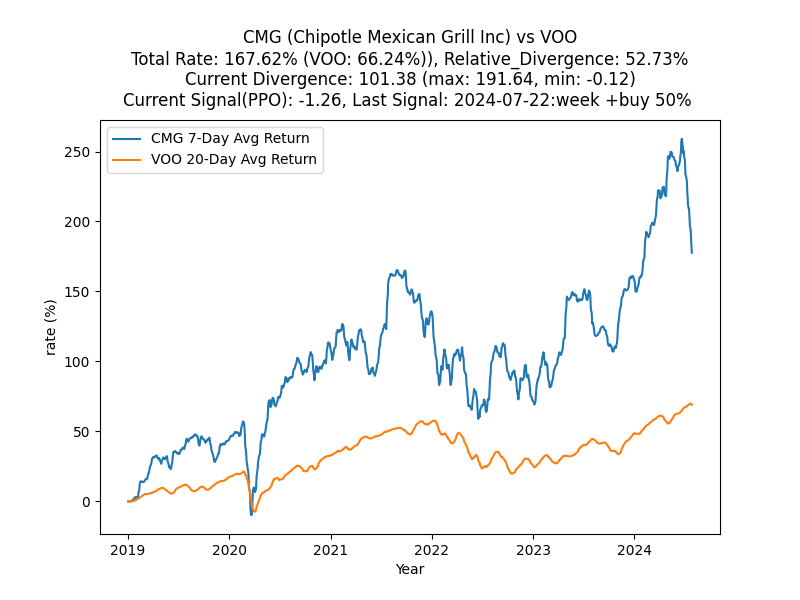 CMG (Chipotle Mexican Grill Inc) vs VOO
Total Rate: 167.62% (VOO: 66.24%)), Relative_Divergence: 52.73%
Current Divergence: 101.38 (max: 191.64, min: -0.12)
Current Signal(PPO): -1.26, Last Signal: 2024-07-22:week +buy 50%
CMG 7-Day Avg Return
VOO 20-Day Avg Return
250
200
150
100
50
0
rate (%)
2019 2020 2021 2022 2023 2024
Year